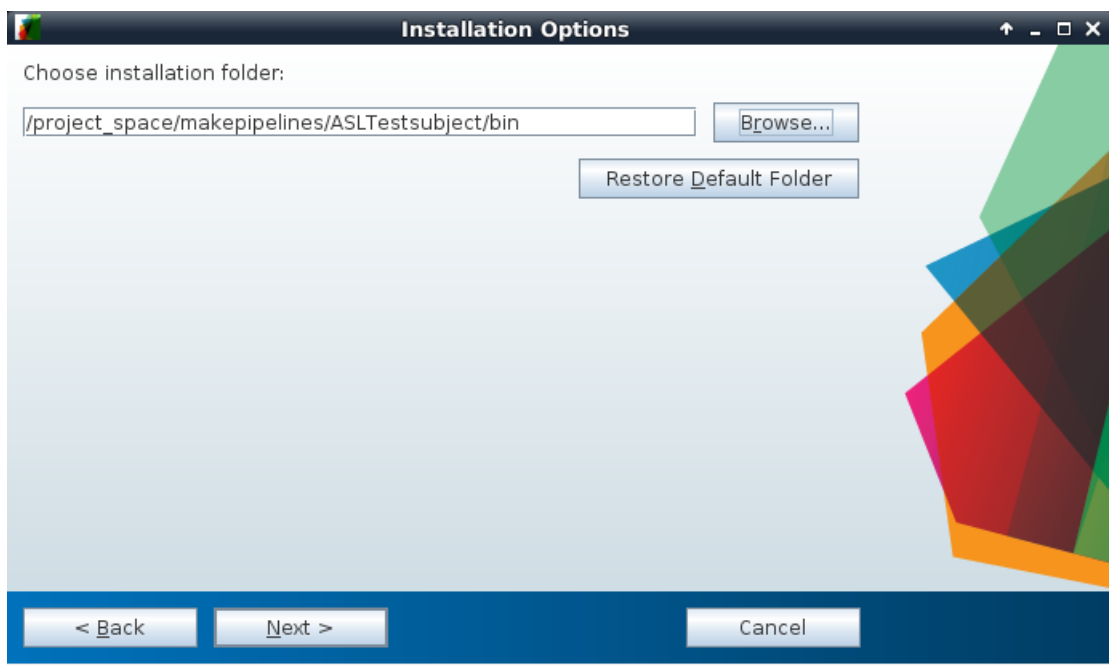 Installation Options
Choose installation folder:
/project_space/makepipelines/ASLTestsubject/bin Browse...
Restore Default Folder
< Back Next > Cancel